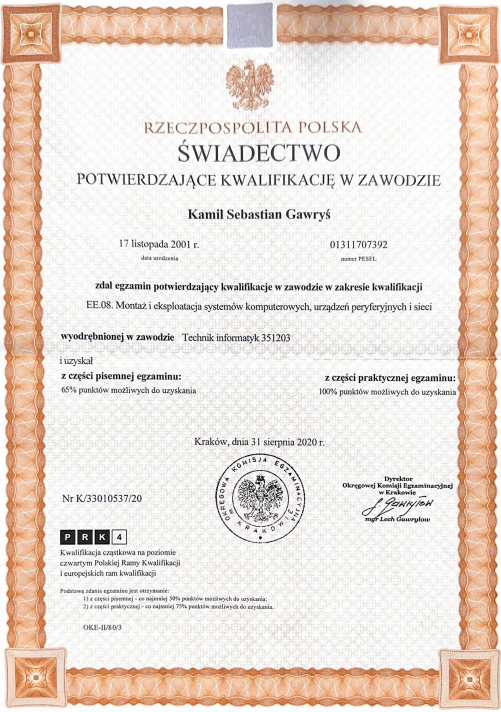 RZECZPOSPOLITA POLSKA
ŚWIADECTWO
POTWIERDZAJĄCE KWALIFIKACJĘ W ZAWODZIE
Kamil Sebastian Gawryś
17 listopada 2001 r. 01311707392
data urodzenia numer PESEL
zdał egzamin potwierdzający kwalifikacje w zawodzie w zakresie kwalifikacji
EE.08. Montaż i eksploatacja systemów komputerowych, urządzeń peryferyjnych i sieci
wyodrębnionej w zawodzie Technik informatyk 351203
i uzyskał
z części pisemnej egzaminu: z części praktycznej egzaminu:
65% punktów możliwych do uzyskania 100% punktów możliwych do uzyskania
Kraków, dnia 31 sierpnia 2020 r.
OKRĘGOWA KOMISJA EGZAMINACYJNA
W KRAKOWIE
Nr K/33010537/20
Dyrektor
Okręgowej Komisji Egzaminacyjnej
w Krakowie
mgr Lech Gawryłow
PRK4
Kwalifikacja cząstkowa na poziomie
czwartym Polskiej Ramy Kwalifikacji
i europejskich ram kwalifikacji
Podstawą zdania egzaminu jest otrzymanie:
1) z części pisemnej - co najmniej 50% punktów możliwych do uzyskania;
2) z części praktycznej - co najmniej 75% punktów możliwych do uzyskania.
OKE-II/80/3